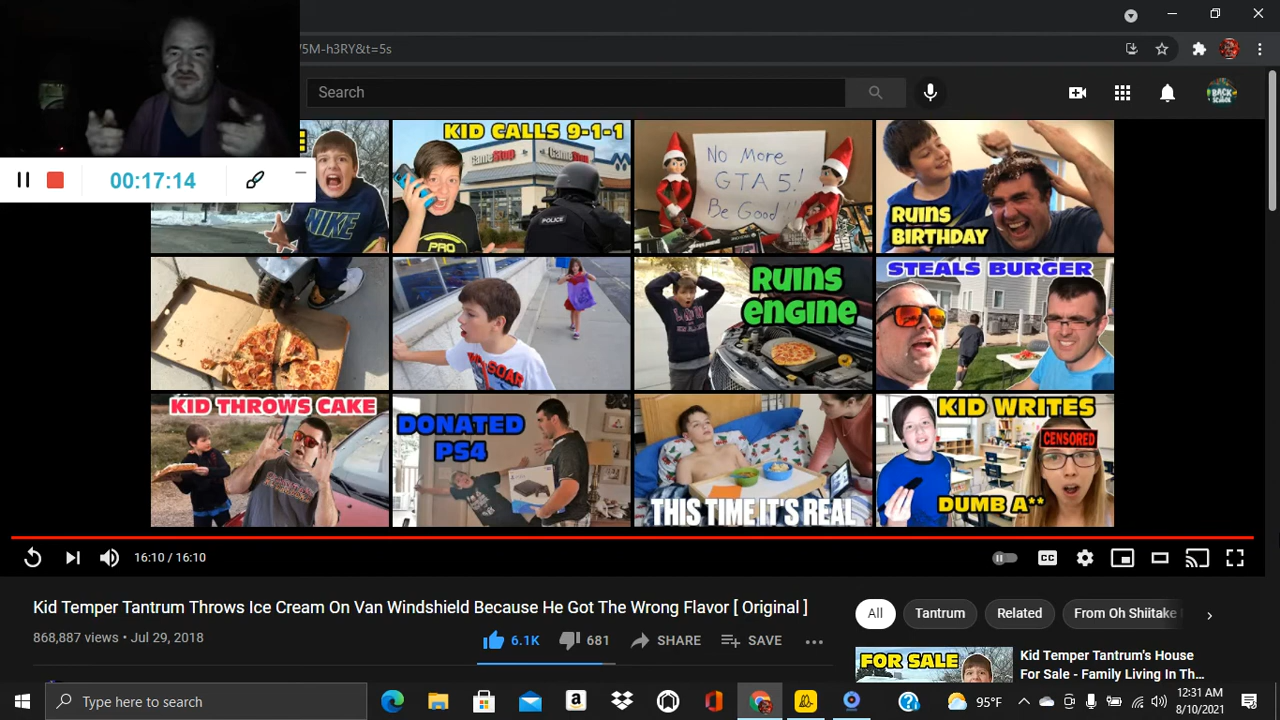 V5M-h3RY&t=5s
Search
00:17:14
NIKE
KID CALLS 9-1-1
GameStop
POLICE
PRO
No More
GTA 5!
Be Good!!!
RUINS
BIRTHDAY
RUINS
ENGINE
STEALS BURGER
KID THROWS CAKE
DONATED
PS4
THIS TIME IT'S REAL
KID WRITES
CENSORED
DUMB A**
16:10 / 16:10
CC
Kid Temper Tantrum Throws Ice Cream On Van Windshield Because He Got The Wrong Flavor [ Original ]
868,887 views • Jul 29, 2018
6.1K
681
SHARE
SAVE
All
Tantrum
Related
From Oh Shiitake
FOR SALE
Kid Temper Tantrum's House
For Sale - Family Living In Th...
Type here to search
95°F
12:31 AM
8/10/2021